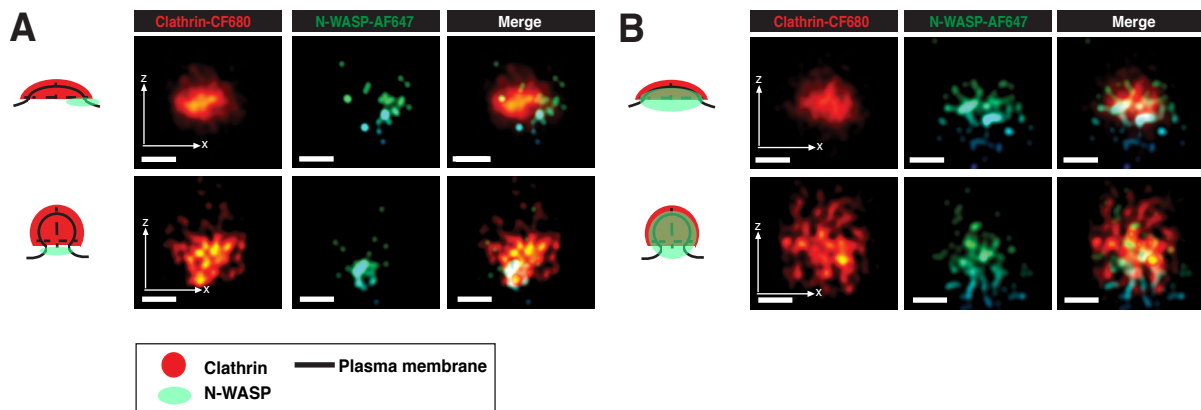 A
Clathrin-CF680 N-WASP-AF647 Merge
z
x
z
x
B
Clathrin-CF680 N-WASP-AF647 Merge
z
x
z
x
Clathrin Plasma membrane
N-WASP